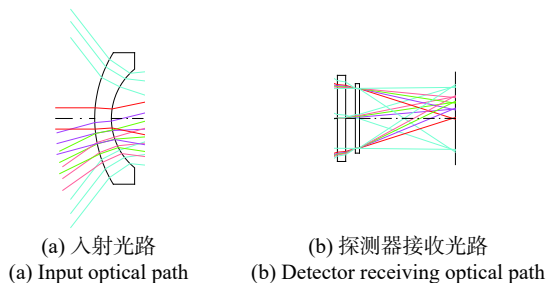 (a) 入射光路
(a) Input optical path
(b) 探测器接收光路
(b) Detector receiving optical path